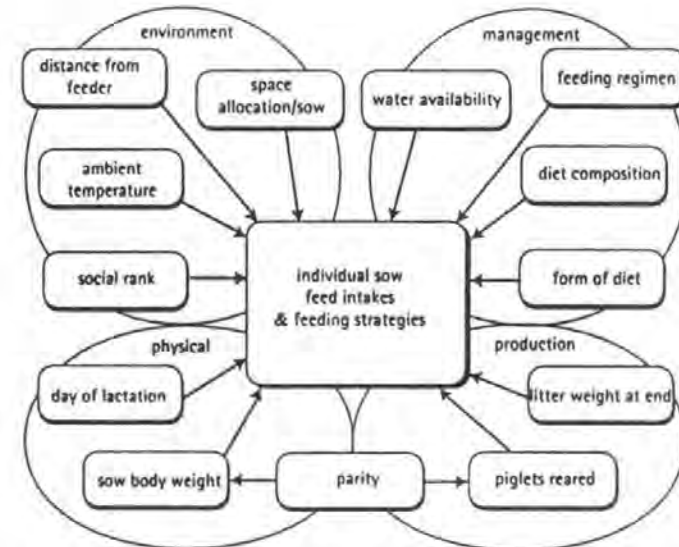 environment
management
distance from
feeder
space
allocation/sow
water availability
feeding regimen
ambient
temperature
diet composition
social rank
individual sow
feed intakes
& feeding strategies
form of diet
physical
production
day of lactation
litter weight at end
sow body weight
parity
piglets reared